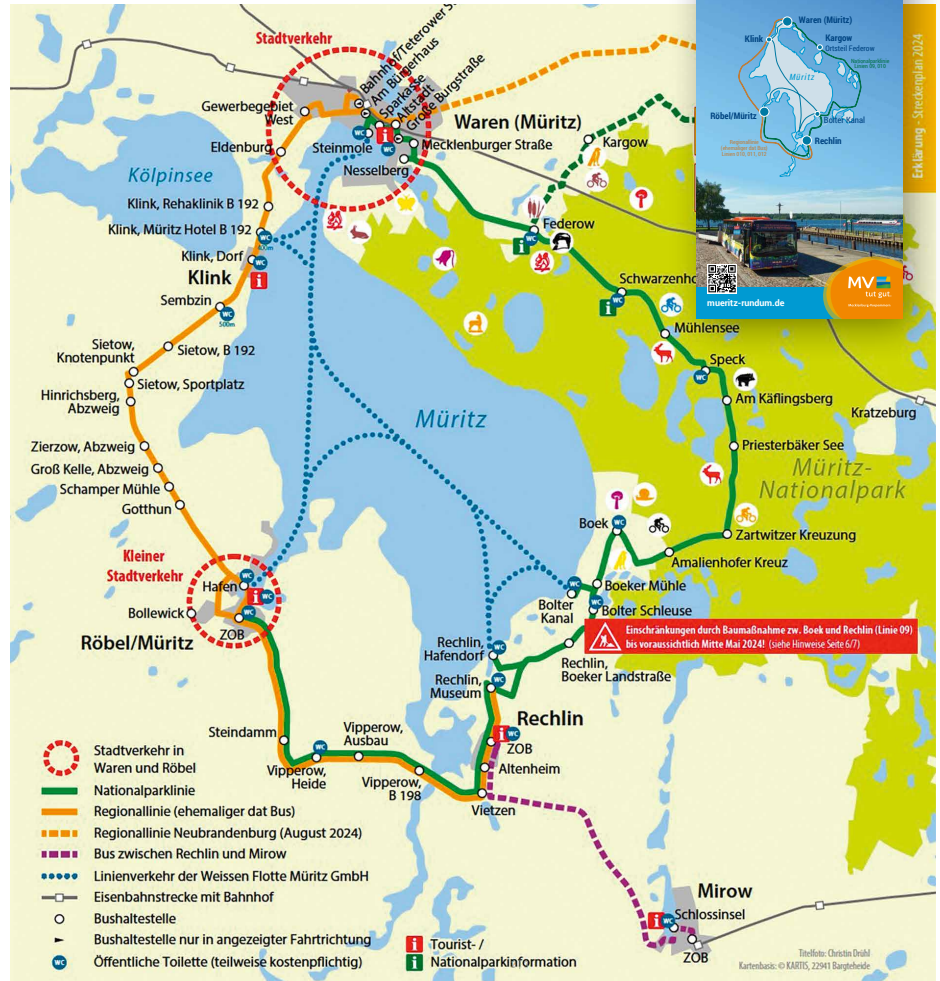 Stadtverkehr
Bahnhof/Teterower
Am Bürgerhaus
Sparkasse
Altstadt
Große Burgstraße
Gewerbegebiet
West
Eldenburg
Steinmole
Nesselberg
Waren (Müritz)
Mecklenburger Straße
Kargow
Kölpinsee
Klink, Rehaklinik B 192
Klink, Müritz Hotel B 192
Klink, Dorf
Klink
Sembzin
500m
Federow
Mühlensee
Speck
Am Käflingsberg
Kratzeburg
Priesterbäker See
Müritz-
Nationalpark
Zartwitzer Kreuzung
Amalienhofer Kreuz
Sietow,
Knotenpunkt
Sietow, B 192
Sietow, Sportplatz
Hinrichsberg,
Abzweig
Zierzow, Abzweig
Groß Kelle, Abzweig
Schamper Mühle
Gotthun
Müritz
Kleiner
Stadtverkehr
Hafen
Bollewick
ZOB
Röbel/Müritz
Boek
Boeker Mühle
Bolter
Kanal
Bolter Schleuse
Einschränkungen durch Baumaßnahme zw. Boek und Rechlin (Linie 09)
bis voraussichtlich Mitte Mai 2024! (siehe Hinweise Seite 6/7)
Rechlin,
Hafendorf
Rechlin,
Boeker Landstraße
Rechlin,
Museum
Rechlin
ZOB
Altenheim
Vietzen
Steindamm
Vipperow,
Heide
Vipperow,
Ausbau
Vipperow,
B 198
Mirow
Schlossinsel
ZOB
Stadtverkehr in
Waren und Röbel
Nationalparklinie
Regionallinie (ehemaliger dat Bus)
Regionallinie Neubrandenburg (August 2024)
Bus zwischen Rechlin und Mirow
Linienverkehr der Weissen Flotte Müritz GmbH
Eisenbahnstrecke mit Bahnhof
Bushaltestelle
Bushaltestelle nur in angezeigter Fahrtrichtung
WC Öffentliche Toilette (teilweise kostenpflichtig)
i Tourist- /
i Nationalparkinformation
Titelfoto: Christin Drühl
Kartenbasis: © KARTIS, 22941 Bargteheide
Waren (Müritz)
Klink
Kargow
Ortsteil Federow
Müritz
Röbel/Müritz
Bolter Kanal
Rechlin
mueritz-rundum.de
MV
tut gut.
Erklärung - Streckenplan 2024